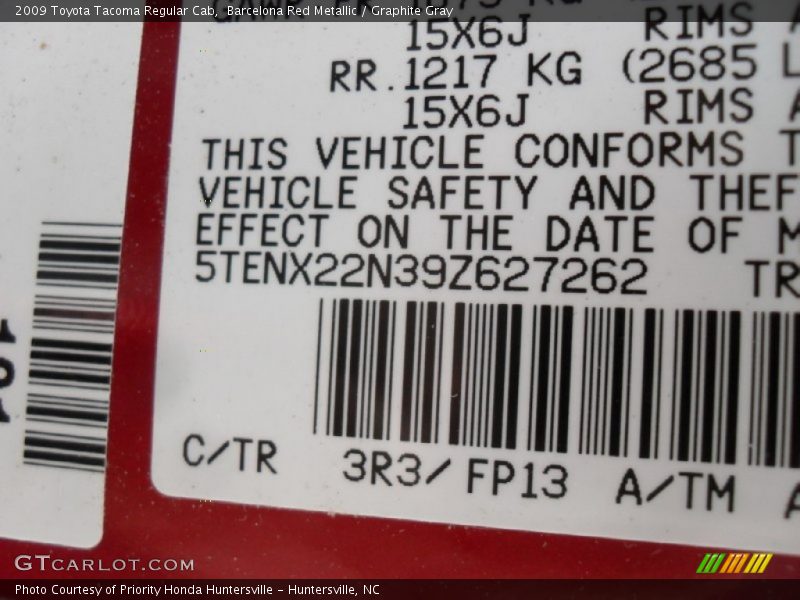 2009 Toyota Tacoma Regular Cab, Barcelona Red Metallic / Graphite Gray
15X6J RIMS
RR.1217 KG (2685
15X6J RIMS
THIS VEHICLE CONFORMS
VEHICLE SAFETY AND THEF
EFFECT ON THE DATE OF M
5TENX22N39Z627262 TR
C/TR 3R3/FP13 A/TM
GTCARLOT.COM
Photo Courtesy of Priority Honda Huntersville – Huntersville, NC